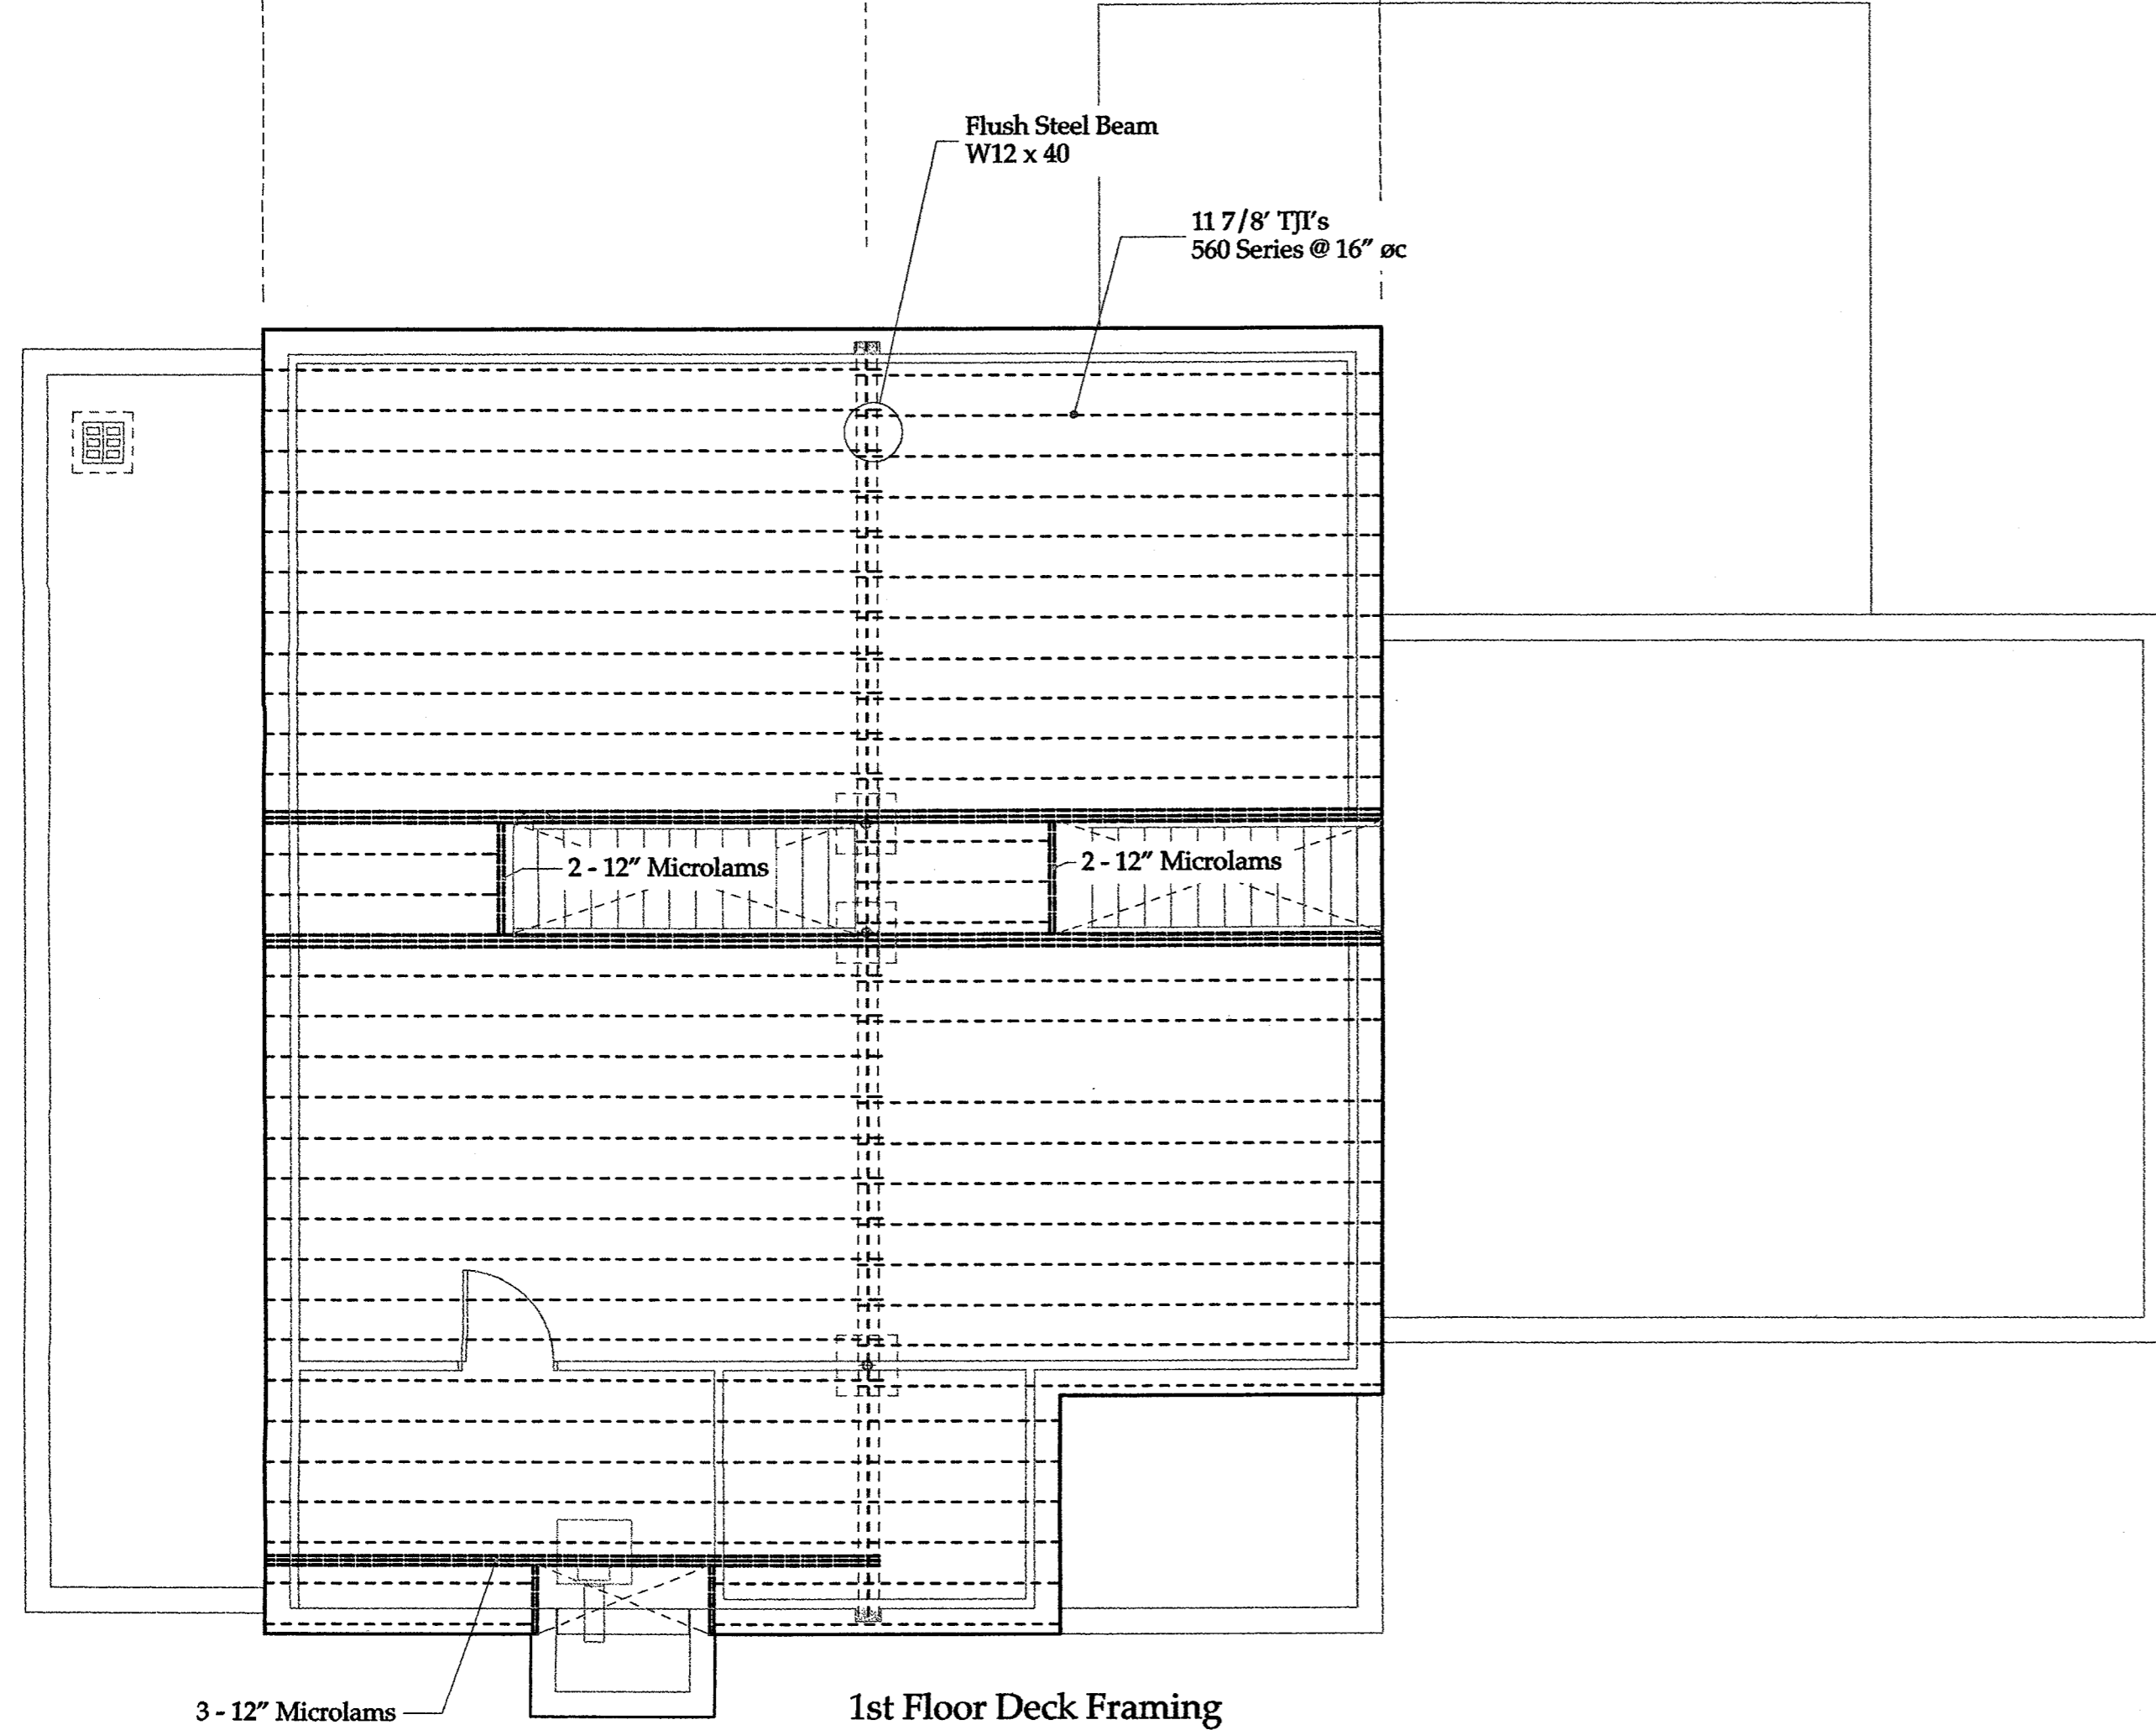 Flush Steel Beam
W12 x 40
11 7/8' TJI's
560 Series @ 16" øc
2 - 12" Microlams
2 - 12" Microlams
3 - 12" Microlams
1st Floor Deck Framing